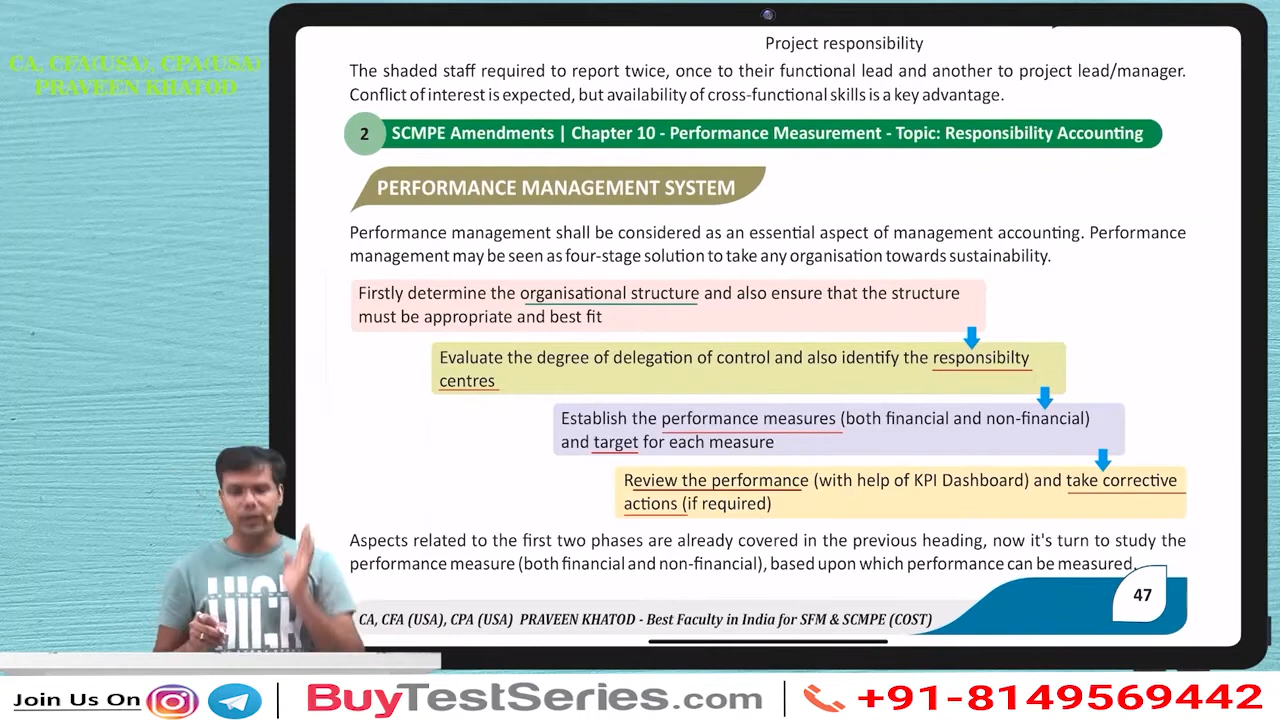 CA, CFA(USA), CPA(USA)
PRAVEEN KHATOD
Project responsibility
The shaded staff required to report twice, once to their functional lead and another to project lead/manager.
Conflict of interest is expected, but availability of cross-functional skills is a key advantage.
2 SCMPE Amendments | Chapter 10 - Performance Measurement - Topic: Responsibility Accounting
PERFORMANCE MANAGEMENT SYSTEM
Performance management shall be considered as an essential aspect of management accounting. Performance
management may be seen as four-stage solution to take any organisation towards sustainability.
Firstly determine the organisational structure and also ensure that the structure
must be appropriate and best fit
Evaluate the degree of delegation of control and also identify the responsibilty
centres
Establish the performance measures (both financial and non-financial)
and target for each measure
Review the performance (with help of KPI Dashboard) and take corrective
actions (if required)
Aspects related to the first two phases are already covered in the previous heading, now it's turn to study the
performance measure (both financial and non-financial), based upon which performance can be measured.
47
CA, CFA (USA), CPA (USA) PRAVEEN KHATOD - Best Faculty in India for SFM & SCMPE (COST)
HIGH
Join Us On BuyTestSeries.com +91-8149569442